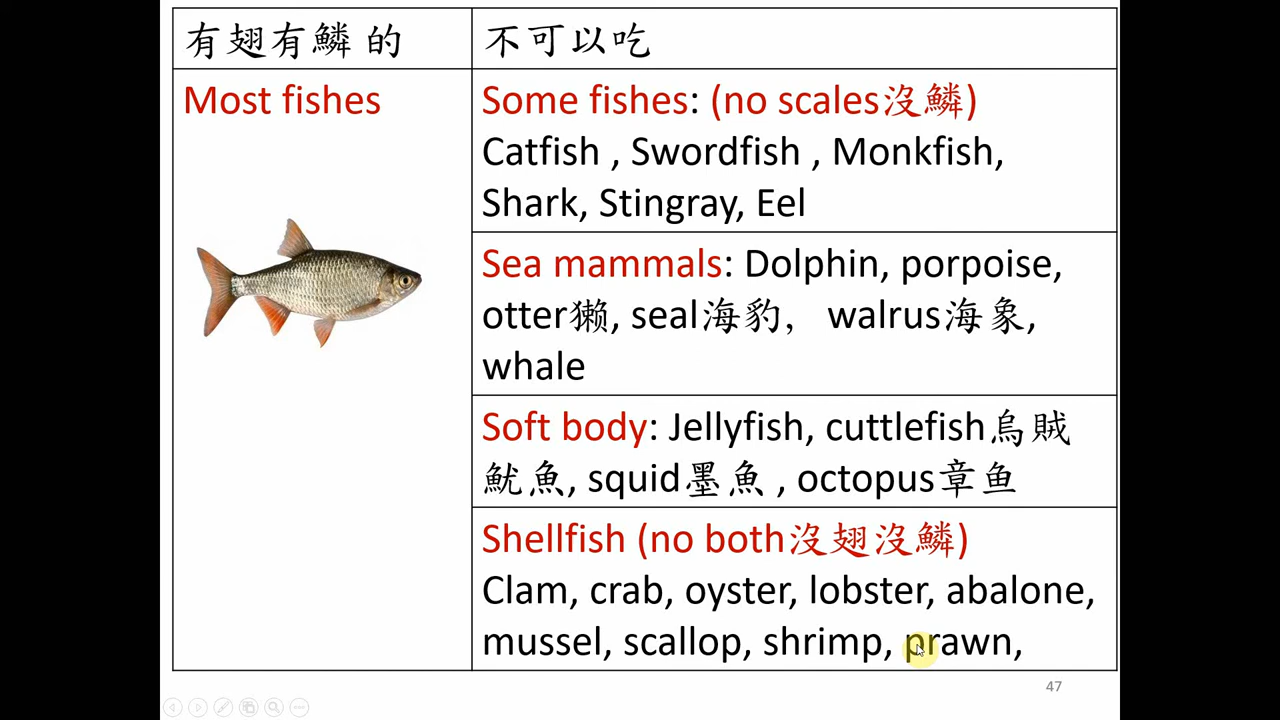 有翅有鱗 的
不可以吃
Most fishes
Some fishes: (no scales沒鱗)
Catfish , Swordfish , Monkfish,
Shark, Stingray, Eel
Sea mammals: Dolphin, porpoise,
otter獭, seal海豹, walrus海象,
whale
Soft body: Jellyfish, cuttlefish烏賊
魷魚, squid墨魚 , octopus章鱼
Shellfish (no both沒翅沒鱗)
Clam, crab, oyster, lobster, abalone,
mussel, scallop, shrimp, prawn,
47